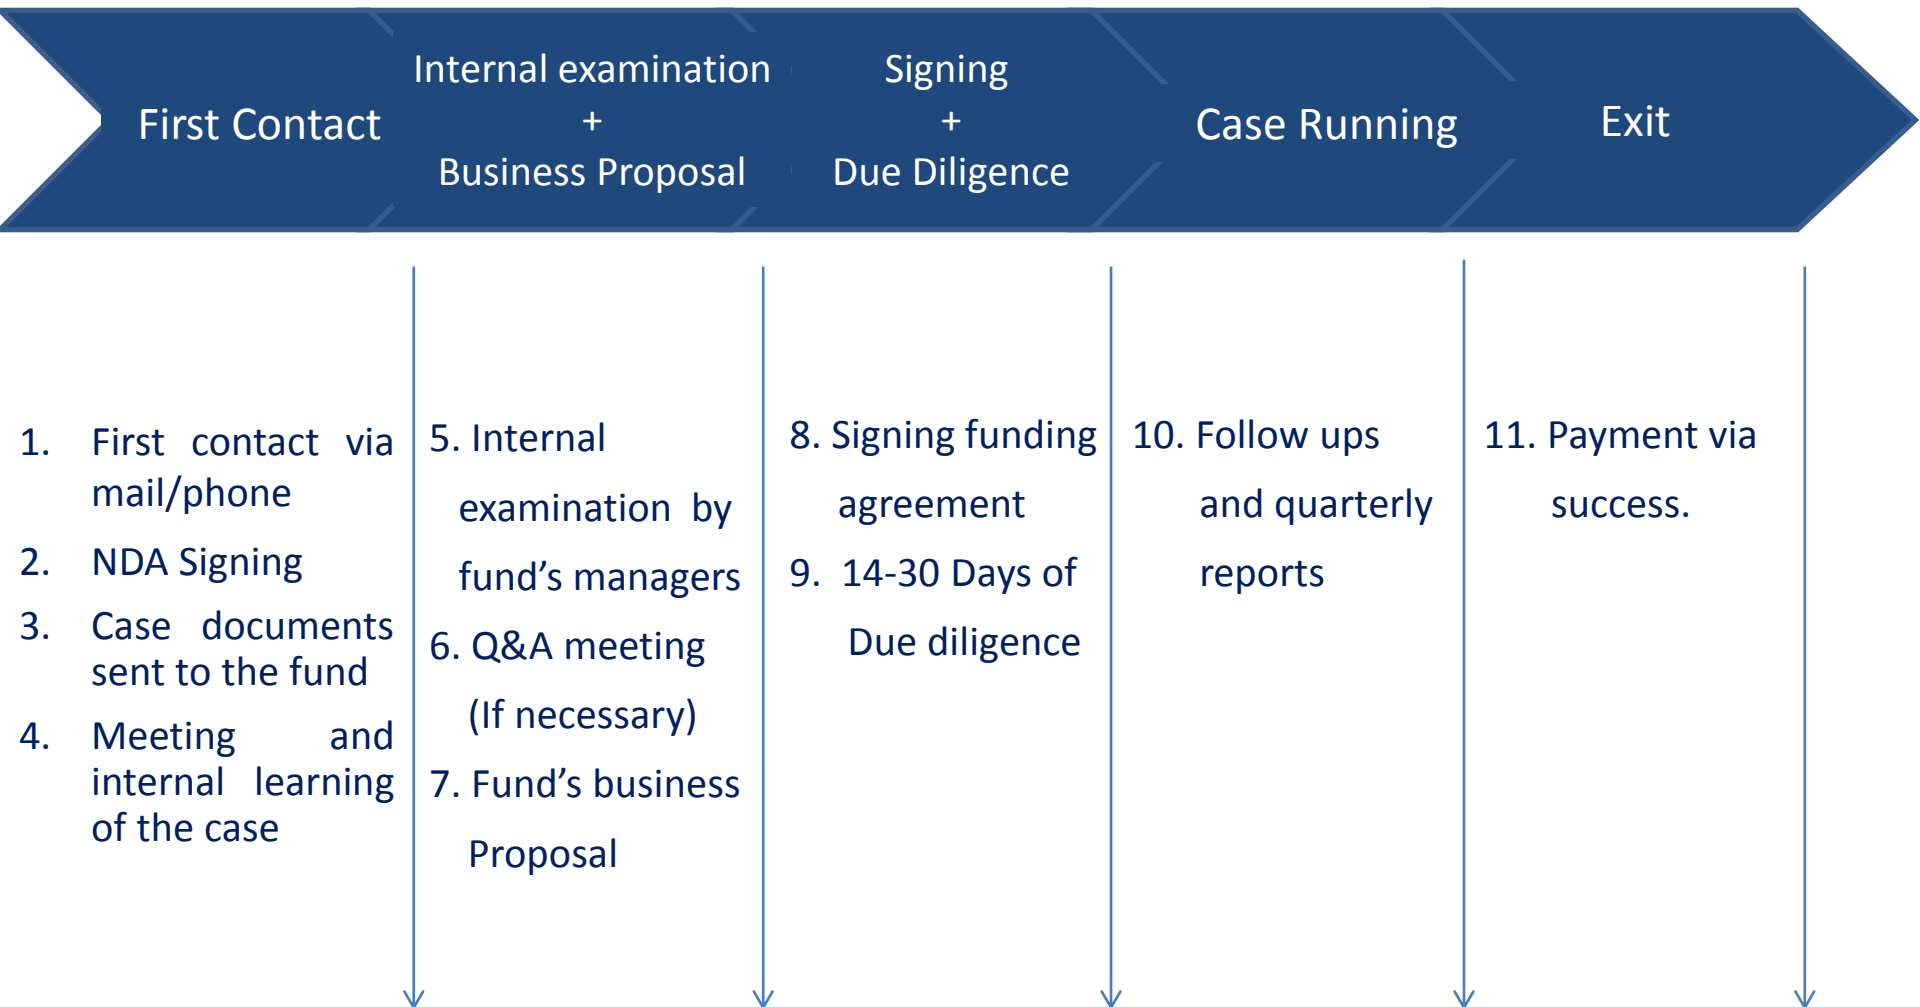 First Contact
Internal examination
+
Business Proposal
Signing
+
Due Diligence
Case Running
Exit
1. First contact via
mail/phone
2. NDA Signing
3. Case documents
sent to the fund
4. Meeting and
internal learning
of the case
5. Internal
examination by
fund’s managers
6. Q&A meeting
(If necessary)
7. Fund’s business
Proposal
8. Signing funding
agreement
9. 14-30 Days of
Due diligence
10. Follow ups
and quarterly
reports
11. Payment via
success.